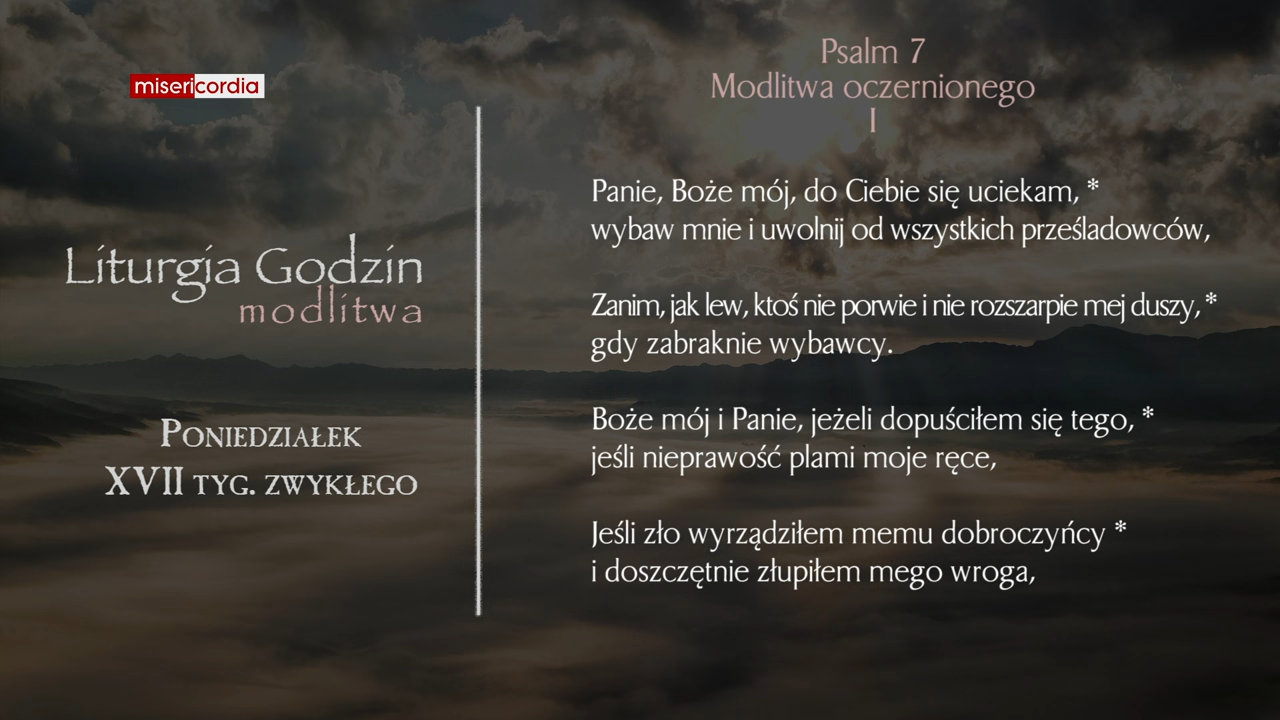 misericordia
Liturgia Godzin
modlitwa
Poniedziałek
XVII tyg. zwykłego
Psalm 7
Modlitwa oczernionego
I
Panie, Boże mój, do Ciebie się uciekam, *
wybaw mnie i uwolnij od wszystkich prześladowców,
Zanim, jak lew, ktoś nie porwie i nie rozszarpie mej duszy, *
gdy zabraknie wybawcy.
Boże mój i Panie, jeżeli dopuściłem się tego, *
jeśli nieprawość plami moje ręce,
Jeśli zło wyrządziłem memu dobroczyńcy *
i doszczętnie złupiłem mego wroga,